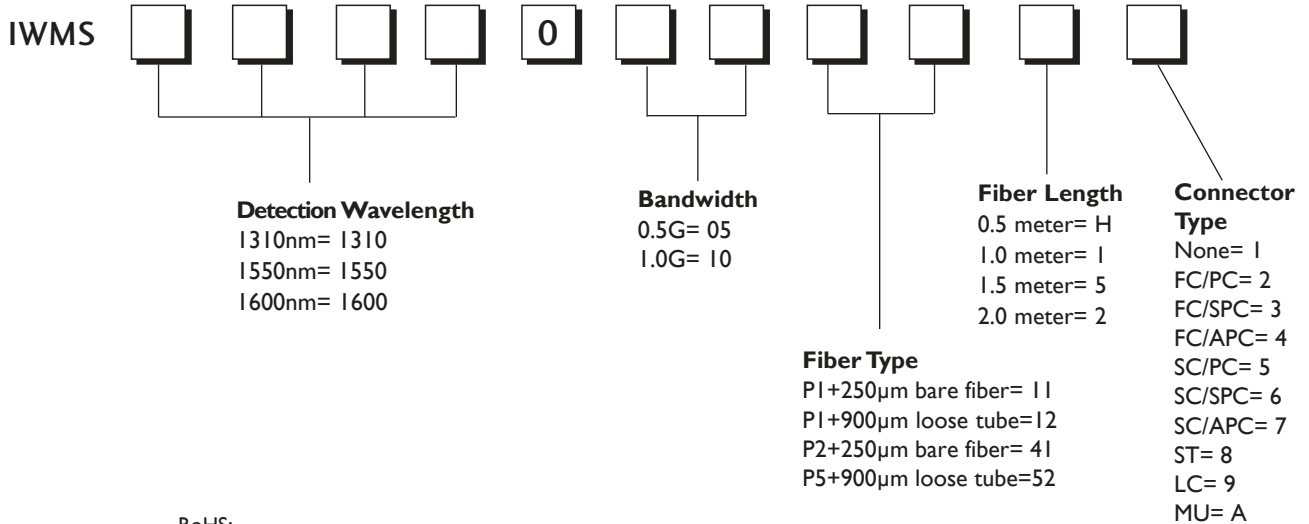 IWMS 0
Detection Wavelength
1310nm= 1310
1550nm= 1550
1600nm= 1600
Bandwidth
0.5G= 05
1.0G= 10
Fiber Type
P1+250µm bare fiber= 11
P1+900µm loose tube=12
P2+250µm bare fiber= 41
P5+900µm loose tube=52
Fiber Length
0.5 meter= H
1.0 meter= 1
1.5 meter= 5
2.0 meter= 2
Connector
Type
None= 1
FC/PC= 2
FC/SPC= 3
FC/APC= 4
SC/PC= 5
SC/SPC= 6
SC/APC= 7
ST= 8
LC= 9
MU= A
RoHS: